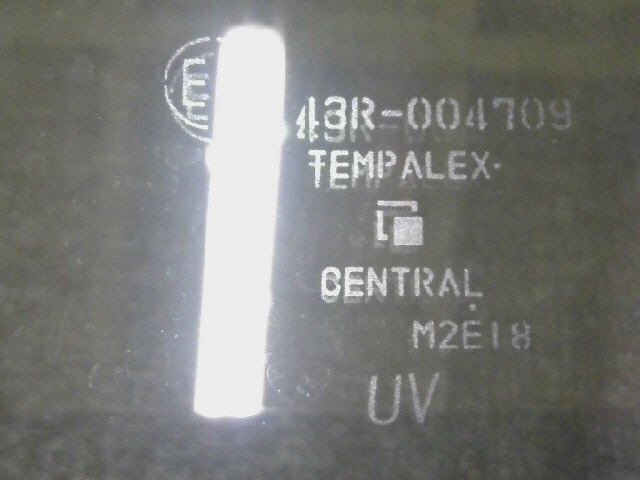 E 43R-004709
TEMPALEX
CENTRAL
M2E18
UV